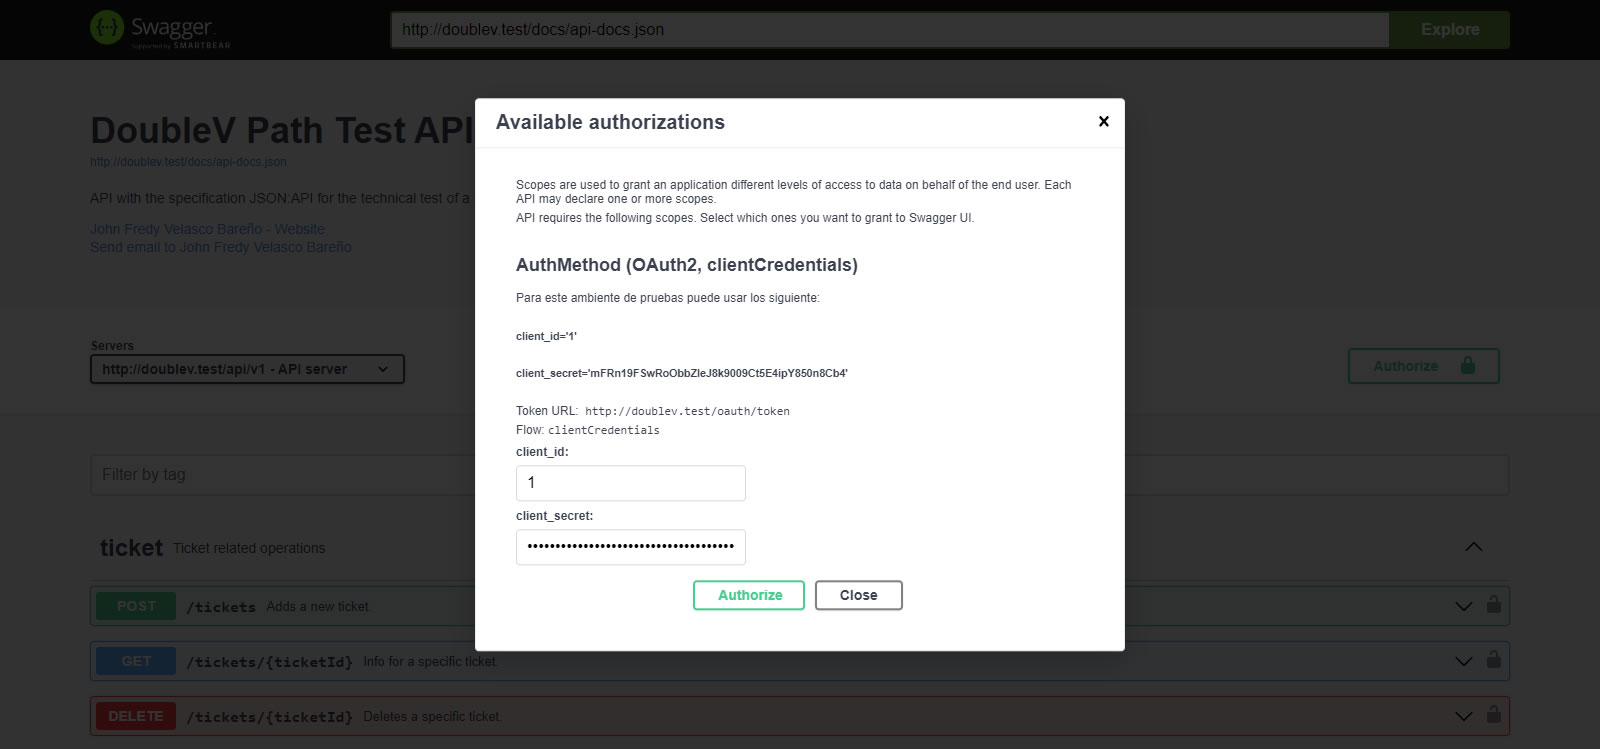 Swagger.
Supported by SMARTBEAR
http://doublev.test/docs/api-docs.json
Explore
DoubleV Path Test API
http://doublev.test/docs/api-docs.json
API with the specification JSON:API for the technical test of a
John Fredy Velasco Bareño - Website
Send email to John Fredy Velasco Bareño
Servers
http://doublev.test/api/v1 - API server
Authorize
Filter by tag
ticket Ticket related operations
POST /tickets Adds a new ticket.
GET /tickets/{ticketId} Info for a specific ticket.
DELETE /tickets/{ticketId} Deletes a specific ticket.
Available authorizations
Scopes are used to grant an application different levels of access to data on behalf of the end user. Each
API may declare one or more scopes.
API requires the following scopes. Select which ones you want to grant to Swagger UI.
AuthMethod (OAuth2, clientCredentials)
Para este ambiente de pruebas puede usar los siguiente:
client_id='1'
client_secret='mFRn19FSwRoObbZleJ8k9009Ct5E4ipY850n8Cb4'
Token URL: http://doublev.test/oauth/token
Flow: clientCredentials
client_id:
1
client_secret:
Authorize
Close